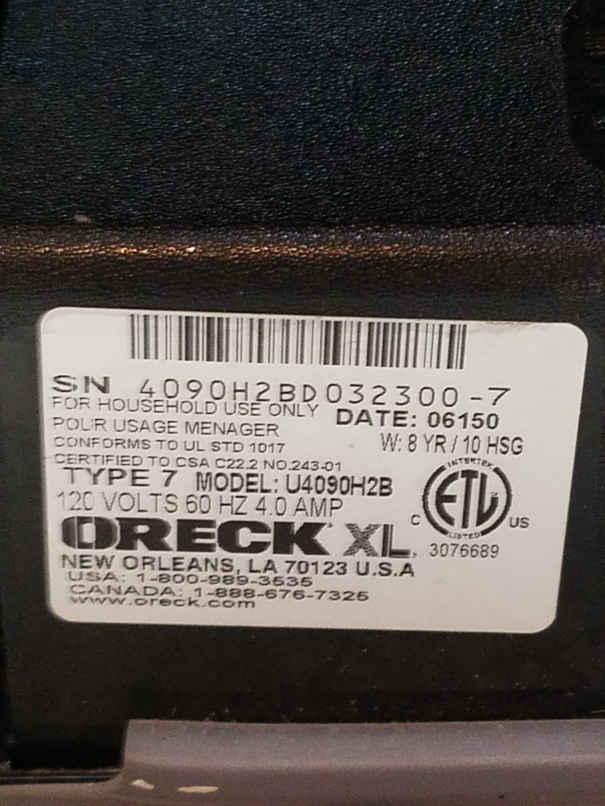 SN 4090H2BD032300-7
FOR HOUSEHOLD USE ONLY DATE: 06150
POUR USAGE MENAGER W: 8 YR / 10 HSG
CONFORMS TO UL STD 1017
CERTIFIED TO CSA C22.2 NO.243-01
TYPE 7 MODEL: U4090H2B
120 VOLTS 60 HZ 4.0 AMP
INTERTEK
ETL
C US
LISTED
ORECK XL. 3076689
NEW ORLEANS, LA 70123 U.S.A
USA: 1-800-989-3535
CANADA: 1-888-676-7325
www.oreck.com